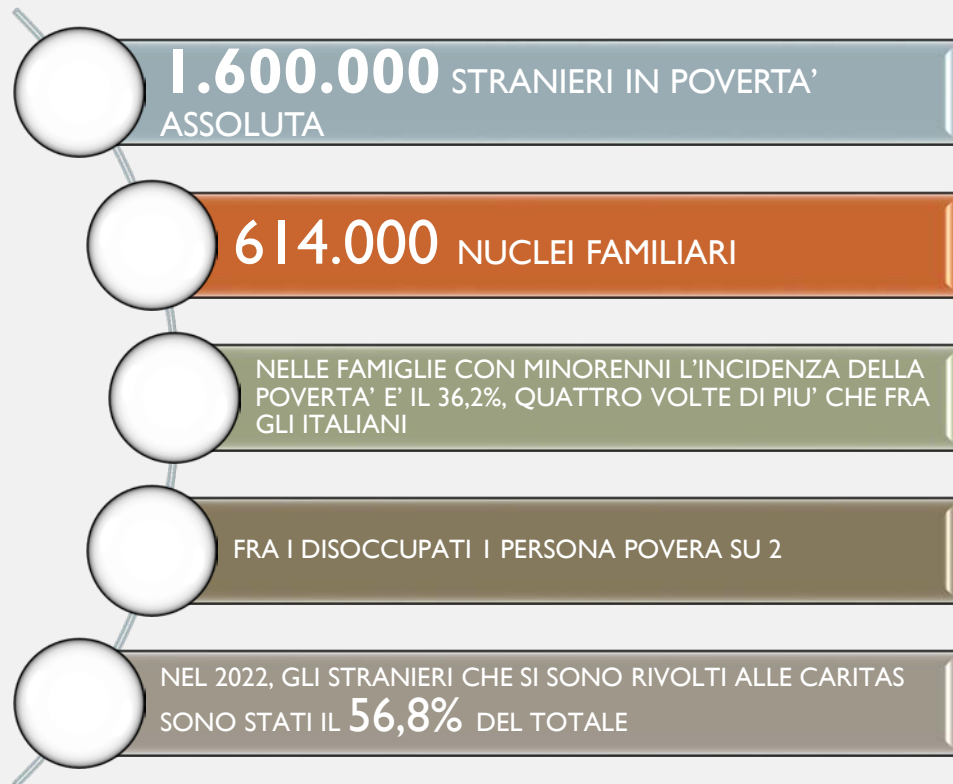 1.600.000 STRANIERI IN POVERTA’
ASSOLUTA
614.000 NUCLEI FAMILIARI
NELLE FAMIGLIE CON MINORENNI L’INCIDENZA DELLA
POVERTA’ E’ IL 36,2%, QUATTRO VOLTE DI PIU’ CHE FRA
GLI ITALIANI
FRA I DISOCCUPATI 1 PERSONA POVERA SU 2
NEL 2022, GLI STRANIERI CHE SI SONO RIVOLTI ALLE CARITAS
SONO STATI IL 56,8% DEL TOTALE